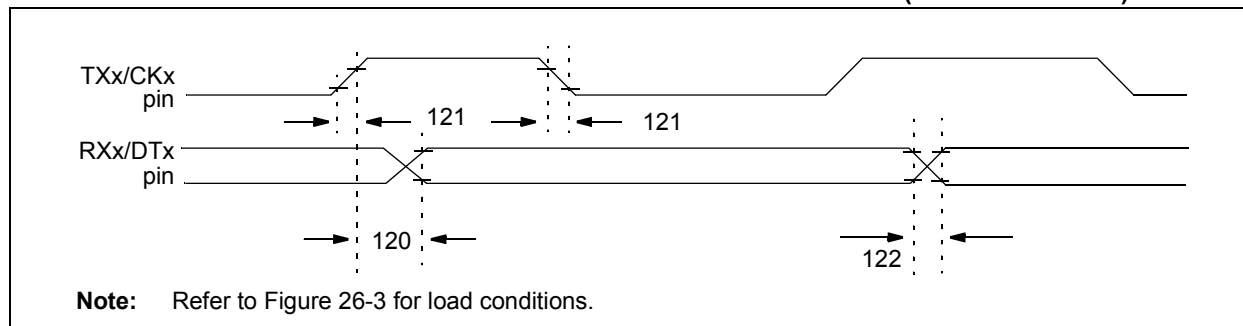 TXx/CKx
pin
121
121
RXx/DTx
pin
120
122
Note: Refer to Figure 26-3 for load conditions.